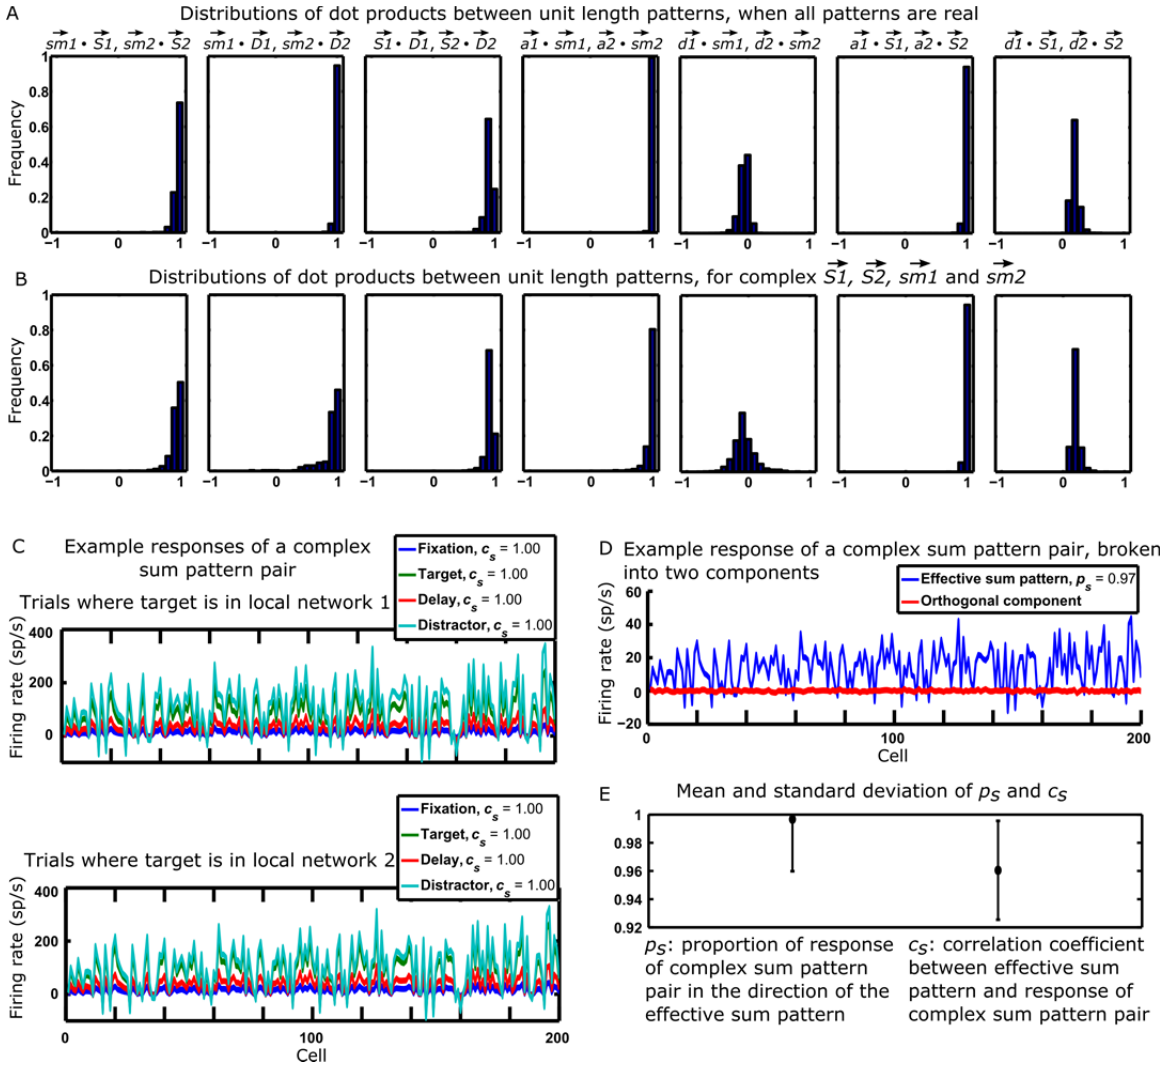 A
Distributions of dot products between unit length patterns, when all patterns are real
sm1 • S1, sm2 • S2
sm1 • D1, sm2 • D2
S1 • D1, S2 • D2
a1 • sm1, a2 • sm2
d1 • sm1, d2 • sm2
a1 • S1, a2 • S2
d1 • S1, d2 • S2
Frequency
1
0.8
0.6
0.4
0.2
0
−1 0 1
−1 0 1
−1 0 1
−1 0 1
−1 0 1
−1 0 1
−1 0 1
B
Distributions of dot products between unit length patterns, for complex S1, S2, sm1 and sm2
Frequency
1
0.8
0.6
0.4
0.2
0
−1 0 1
−1 0 1
−1 0 1
−1 0 1
−1 0 1
−1 0 1
−1 0 1
C
Example responses of a complex
sum pattern pair
Trials where target is in local network 1
Fixation, cs = 1.00
Target, cs = 1.00
Delay, cs = 1.00
Distractor, cs = 1.00
Firing rate (sp/s)
400
200
0
Trials where target is in local network 2
Fixation, cs = 1.00
Target, cs = 1.00
Delay, cs = 1.00
Distractor, cs = 1.00
Firing rate (sp/s)
400
200
0
0 100 200
Cell
D
Example response of a complex sum pattern pair, broken
into two components
Effective sum pattern, ps = 0.97
Orthogonal component
Firing rate (sp/s)
60
40
20
0
−20
0 100 200
Cell
E
Mean and standard deviation of ps and cs
1
0.98
0.96
0.94
0.92
ps: proportion of response
of complex sum pattern
pair in the direction of the
effective sum pattern
cs: correlation coefficient
between effective sum
pattern and response of
complex sum pattern pair